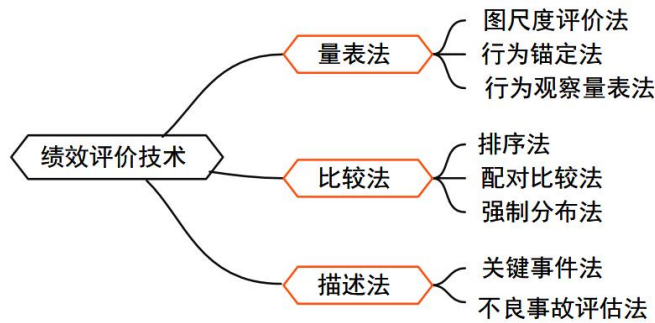 绩效评价技术
量表法
图尺度评价法
行为锚定法
行为观察量表法
比较法
排序法
配对比较法
强制分布法
描述法
关键事件法
不良事故评估法